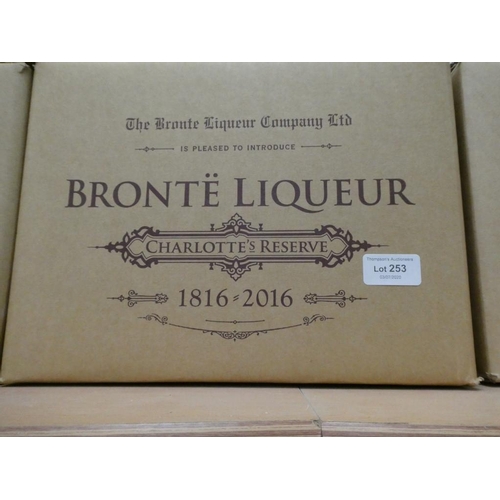 The Bronte Liqueur Company Ltd
IS PLEASED TO INTRODUCE
BRONTË LIQUEUR
CHARLOTTE'S RESERVE
1816-2016
Lot 253